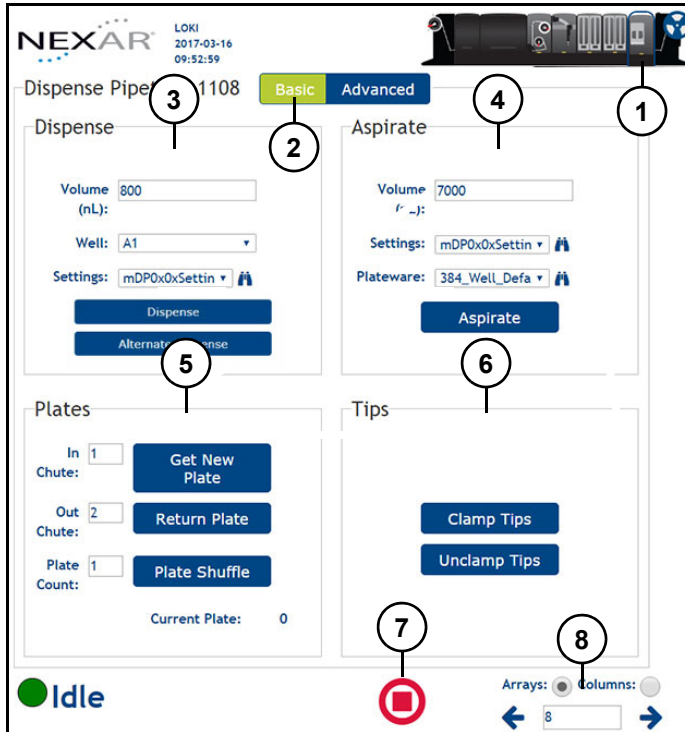 NEXAR
LOKI
2017-03-16
09:52:59
1
Dispense 1108
Basic
Advanced
3
4
2
Dispense
Aspirate
Volume
(nL):
800
Well:
A1
Settings:
mDP0x0xSettin
Dispense
Volume
7000
Settings:
mDP0x0xSettin
Plateware:
384_Well_Defa
Aspirate
5
6
Plates
In
Chute:
1
Get New
Plate
Out
Chute:
2
Return Plate
Plate
Count:
1
Plate Shuffle
Current Plate: 0
Tips
Clamp Tips
Unclamp Tips
7
8
Idle
Arrays:
Columns:
8